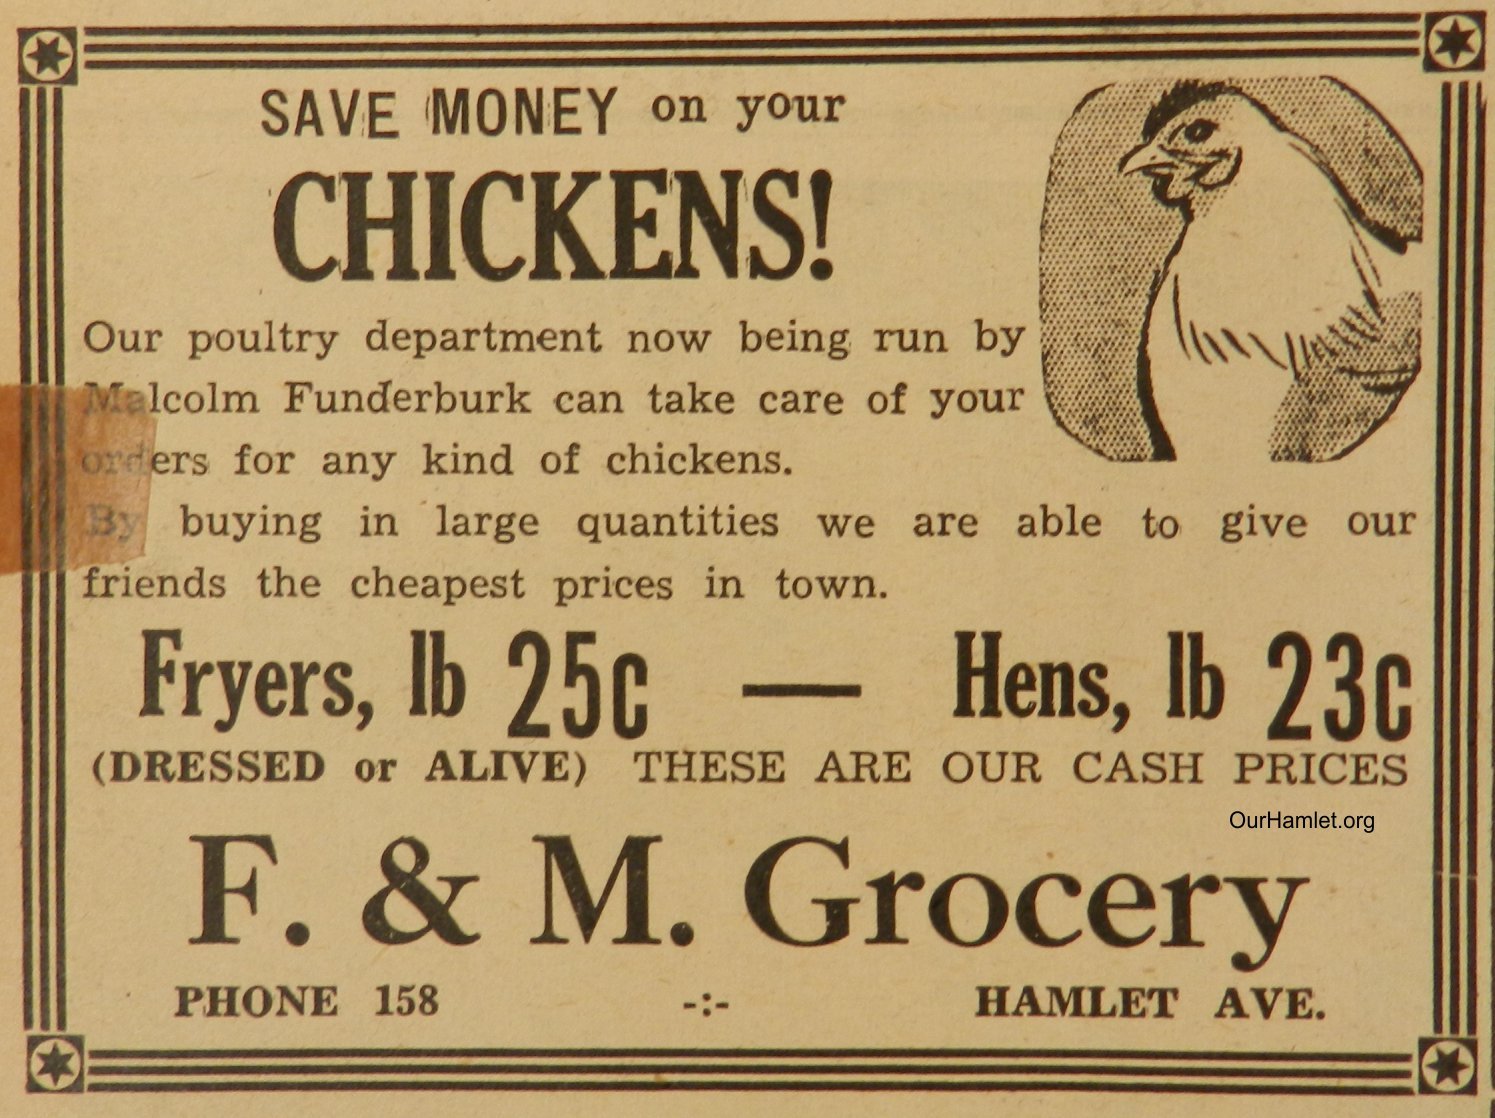 SAVE MONEY on your
CHICKENS!
Our poultry department now being run by
Malcolm Funderburk can take care of your
orders for any kind of chickens.
By buying in large quantities we are able to give our
friends the cheapest prices in town.
Fryers, lb 25c — Hens, lb 23c
(DRESSED or ALIVE) THESE ARE OUR CASH PRICES
OurHamlet.org
F. & M. Grocery
PHONE 158 -:- HAMLET AVE.